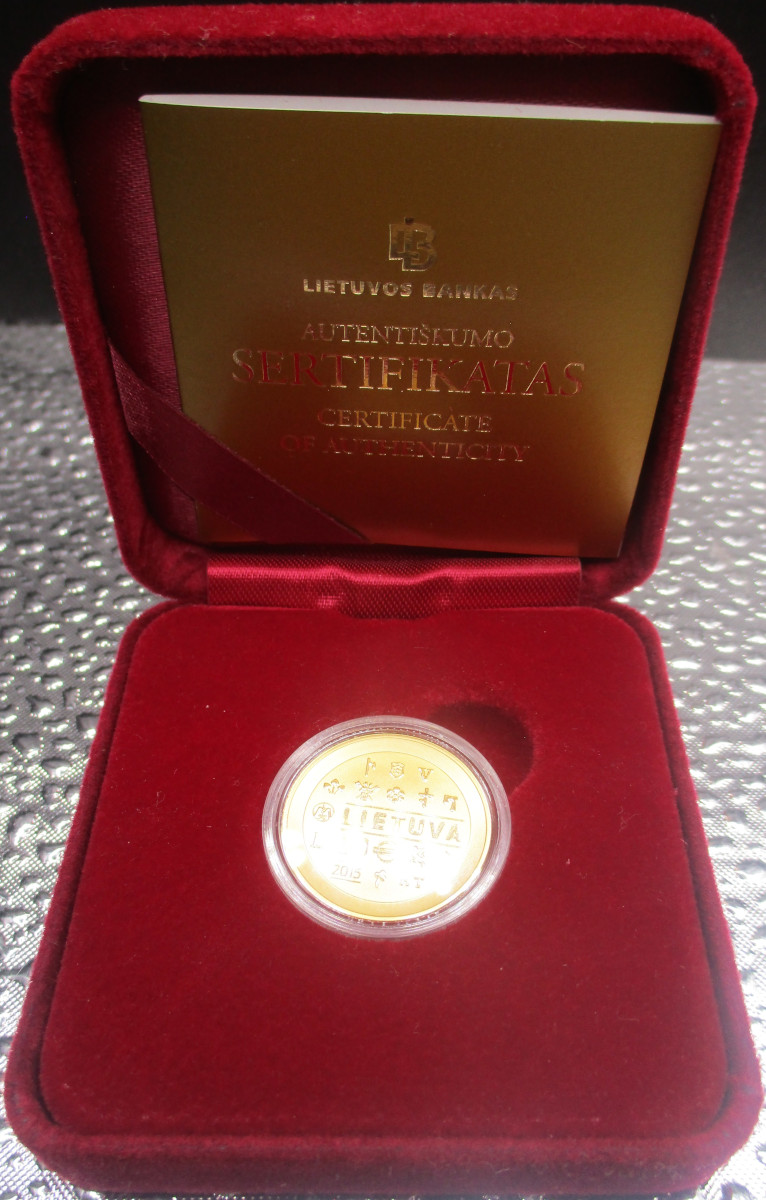 LIETUVOS BANKAS
AUTENTIŠKUMO
SERTIFIKATAS
CERTIFICATE
OF AUTHENTICITY
LIETUVA
2015